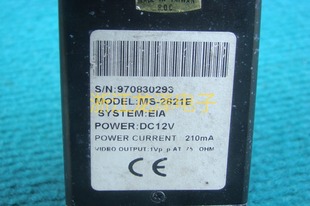 S/N:970830293
MODEL:MS-2621E
SYSTEM:EIA
POWER:DC12V
POWER CURRENT 210mA
VIDEO OUTPUT:1Vp p AT 75 OHM
CE